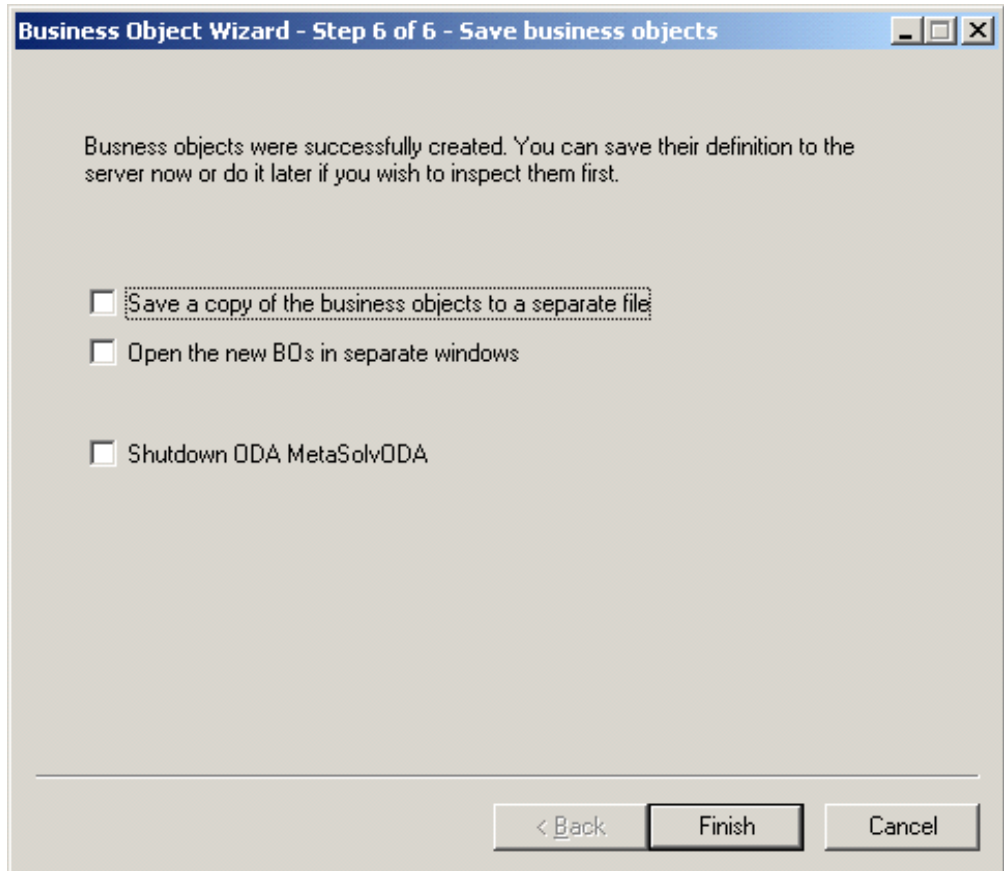 Business Object Wizard - Step 6 of 6 - Save business objects
Busness objects were successfully created. You can save their definition to the
server now or do it later if you wish to inspect them first.
Save a copy of the business objects to a separate file
Open the new BOs in separate windows
Shutdown ODA MetaSolvODA
< Back Finish Cancel